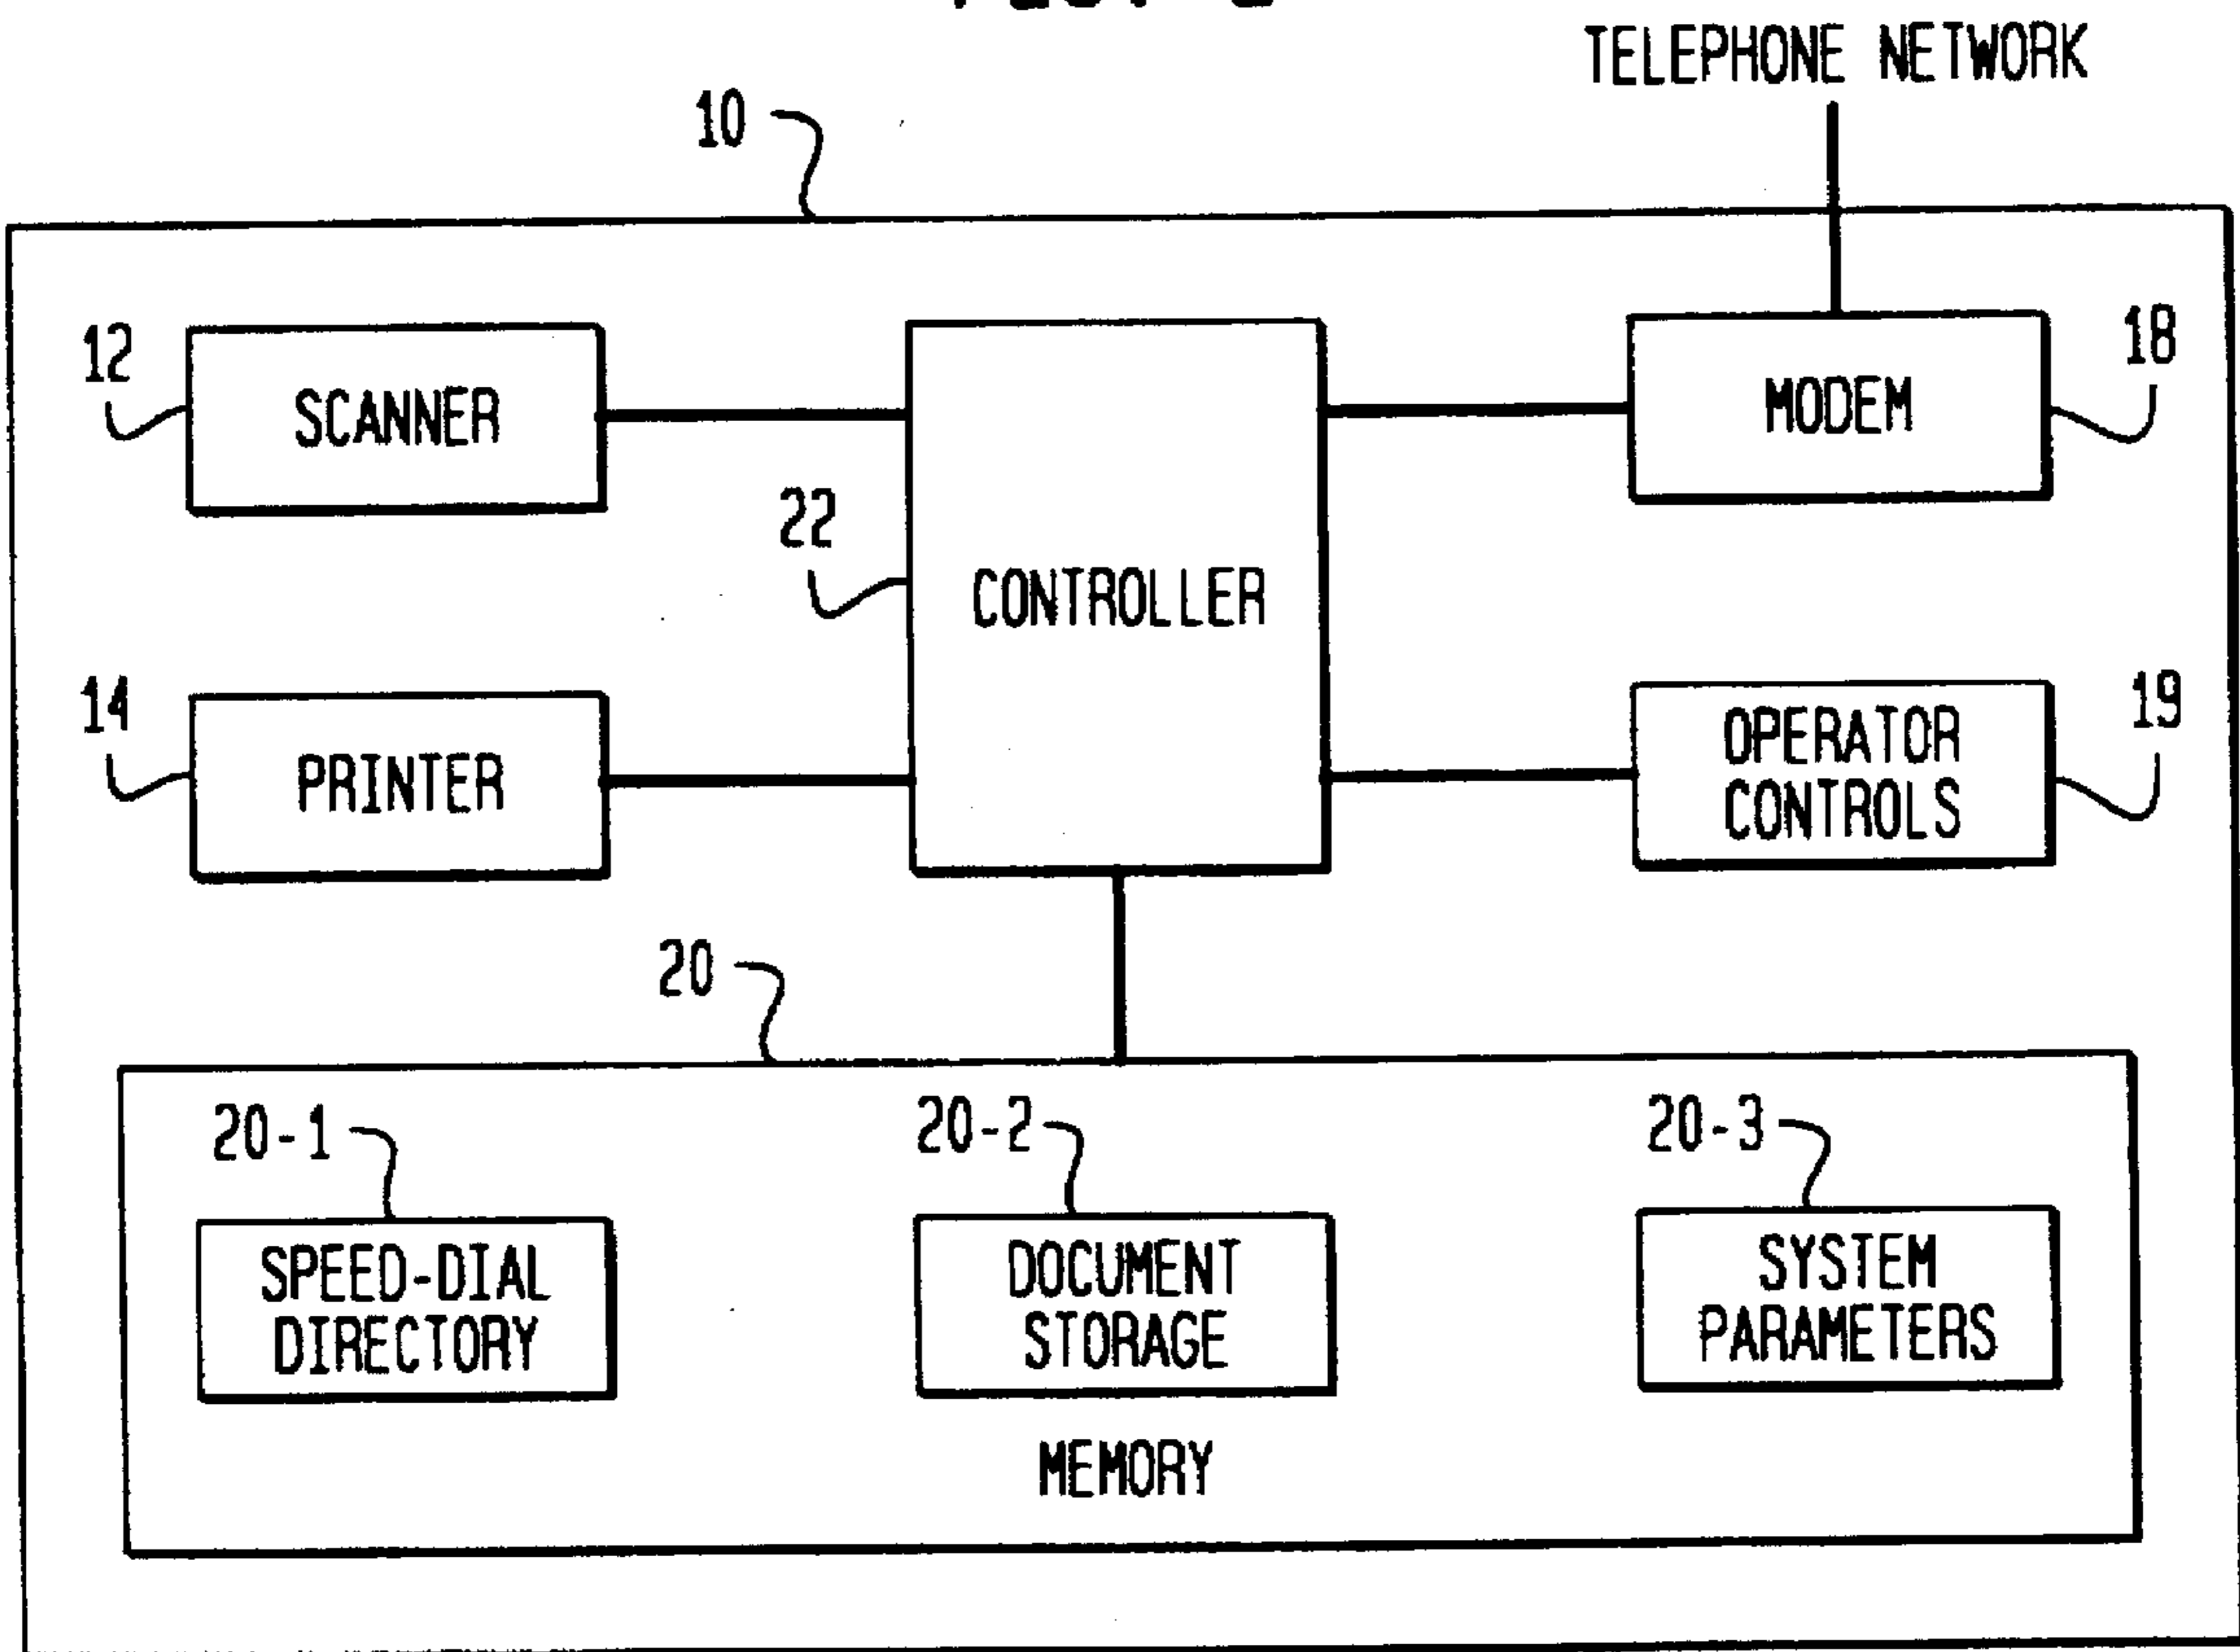 TELEPHONE NETWORK
10
12
SCANNER
22
CONTROLLER
MODEM
18
14
PRINTER
OPERATOR
CONTROLS
19
20
20-1
SPEED-DIAL
DIRECTORY
20-2
DOCUMENT
STORAGE
20-3
SYSTEM
PARAMETERS
MEMORY